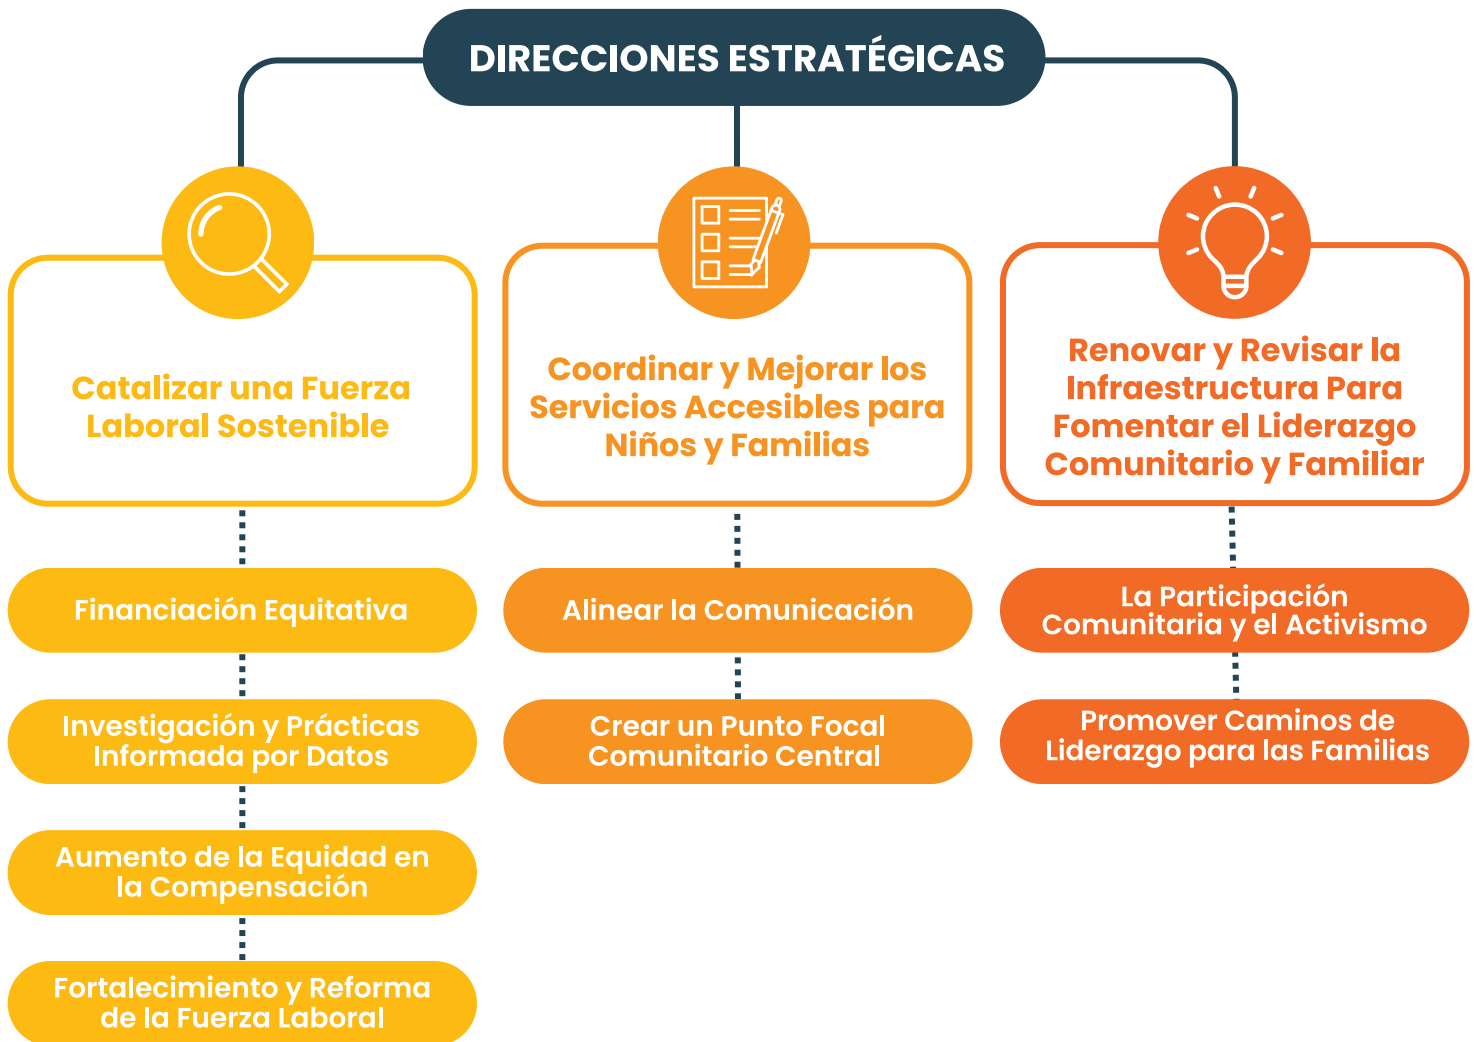 DIRECCIONES ESTRATÉGICAS
Catalizar una Fuerza
Laboral Sostenible
Financiación Equitativa
Investigación y Prácticas
Informada por Datos
Aumento de la Equidad en
la Compensación
Fortalecimiento y Reforma
de la Fuerza Laboral
Coordinar y Mejorar los
Servicios Accesibles para
Niños y Familias
Alinear la Comunicación
Crear un Punto Focal
Comunitario Central
Renovar y Revisar la
Infraestructura Para
Fomentar el Liderazgo
Comunitario y Familiar
La Participación
Comunitaria y el Activismo
Promover Caminos de
Liderazgo para las Familias